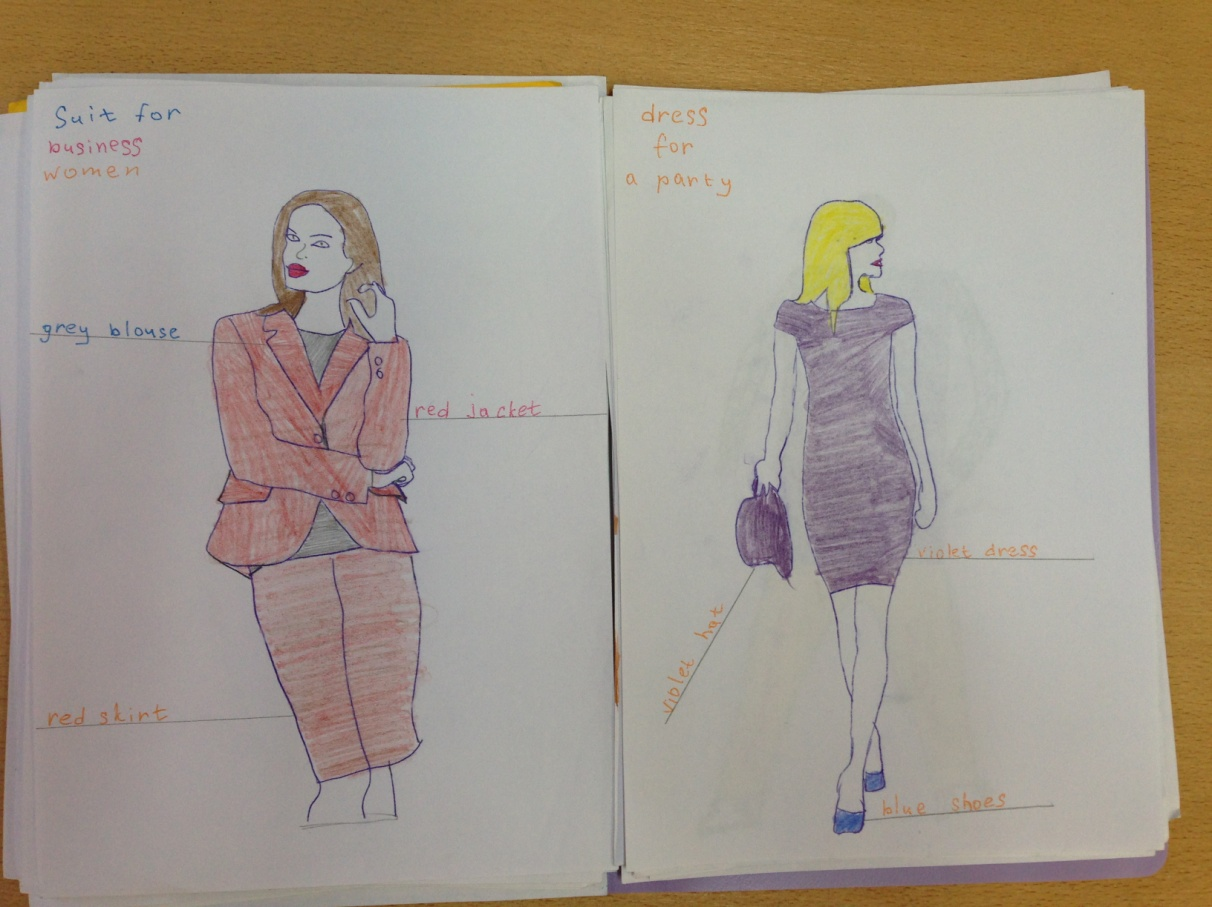 Suit for
business
women
grey blouse
red jacket
red skirt
dress
for
a party
violet dress
violet hat
blue shoes